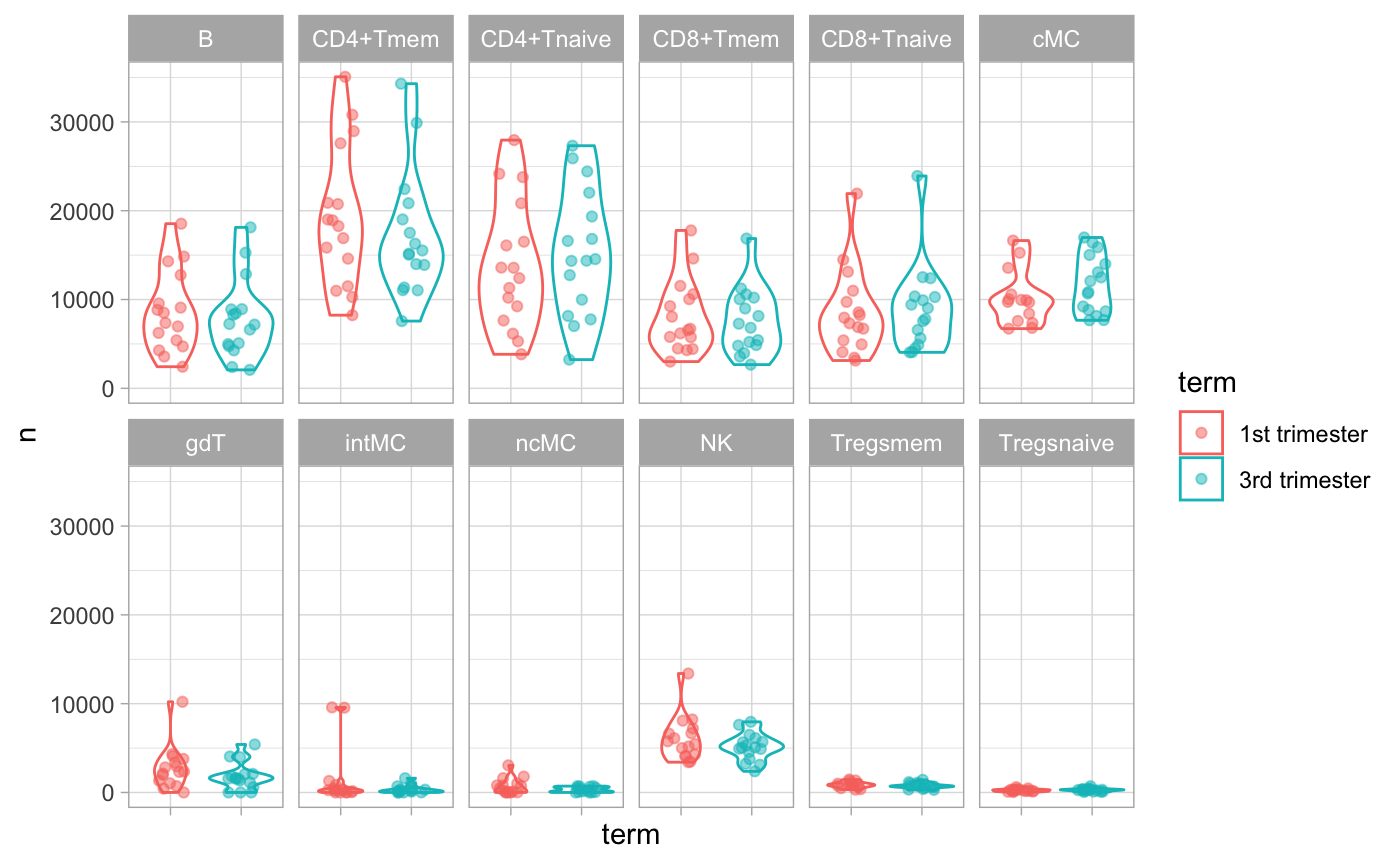 B CD4+Tmem CD4+Tnaive CD8+Tmem CD8+Tnaive cMC
30000
20000
10000
0
gdT intMC ncMC NK Tregsmem Tregsnaive
30000
20000
10000
0
n
term
term
1st trimester
3rd trimester